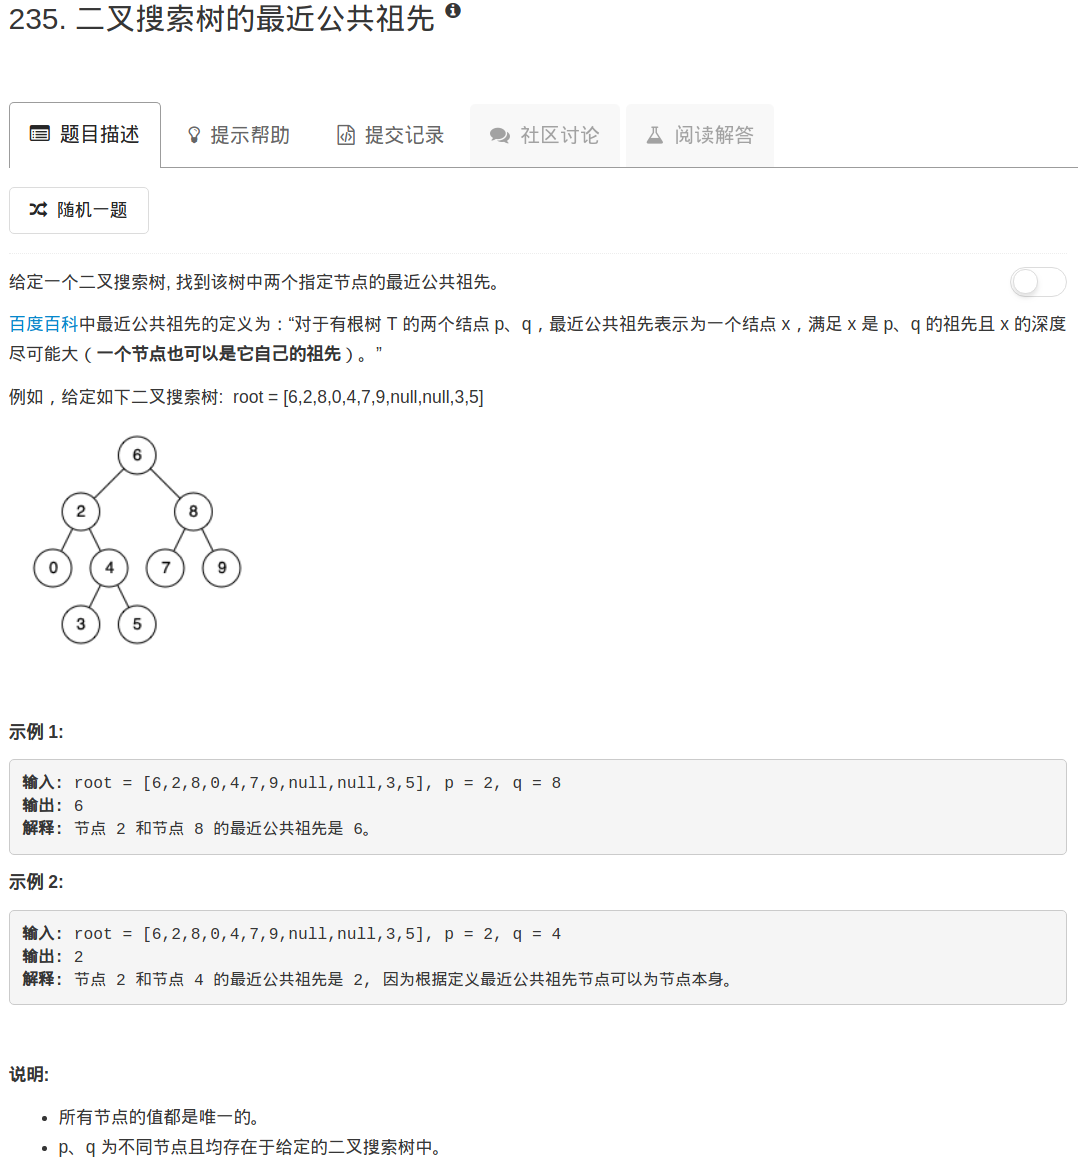 235. 二叉搜索树的最近公共祖先
题目描述 提示帮助 提交记录 社区讨论 阅读解答
随机一题
给定一个二叉搜索树, 找到该树中两个指定节点的最近公共祖先。
百度百科中最近公共祖先的定义为：“对于有根树 T 的两个结点 p、q，最近公共祖先表示为一个结点 x，满足 x 是 p、q 的祖先且 x 的深度
尽可能大（一个节点也可以是它自己的祖先）。”
例如，给定如下二叉搜索树:  root = [6,2,8,0,4,7,9,null,null,3,5]
6
2 8
0 4 7 9
3 5
示例 1:
输入: root = [6,2,8,0,4,7,9,null,null,3,5], p = 2, q = 8
输出: 6
解释: 节点 2 和节点 8 的最近公共祖先是 6。
示例 2:
输入: root = [6,2,8,0,4,7,9,null,null,3,5], p = 2, q = 4
输出: 2
解释: 节点 2 和节点 4 的最近公共祖先是 2, 因为根据定义最近公共祖先节点可以为节点本身。
说明:
• 所有节点的值都是唯一的。
• p、q 为不同节点且均存在于给定的二叉搜索树中。